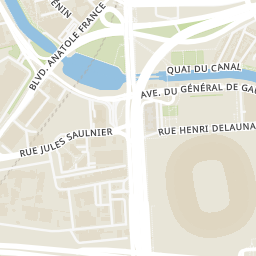 ENIN
BLVD. ANATOLE FRANCE
QUAI DU CANAL
AVE. DU GÉNÉRAL DE GA
RUE HENRI DELAUNA
RUE JULES SAULNIER